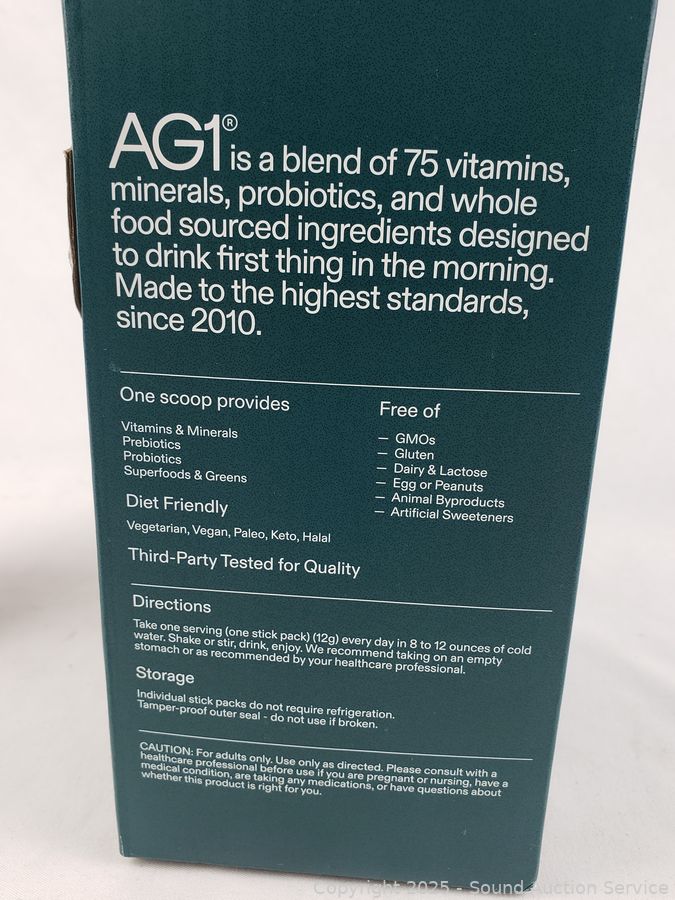 AG1® is a blend of 75 vitamins,
minerals, probiotics, and whole
food sourced ingredients designed
to drink first thing in the morning.
Made to the highest standards,
since 2010.
One scoop provides
Vitamins & Minerals
Prebiotics
Probiotics
Superfoods & Greens
Diet Friendly
Vegetarian, Vegan, Paleo, Keto, Halal
Third-Party Tested for Quality
Free of
— GMOs
— Gluten
— Dairy & Lactose
— Egg or Peanuts
— Animal Byproducts
— Artificial Sweeteners
Directions
Take one serving (one stick pack) (12g) every day in 8 to 12 ounces of cold
water. Shake or stir, drink, enjoy. We recommend taking on an empty
stomach or as recommended by your healthcare professional.
Storage
Individual stick packs do not require refrigeration.
Tamper-proof outer seal - do not use if broken.
CAUTION: For adults only. Use only as directed. Please consult with a
healthcare professional before use if you are pregnant or nursing, have a
medical condition, are taking any medications, or have questions about
whether this product is right for you.
Copyright 2025 - Sound Auction Service